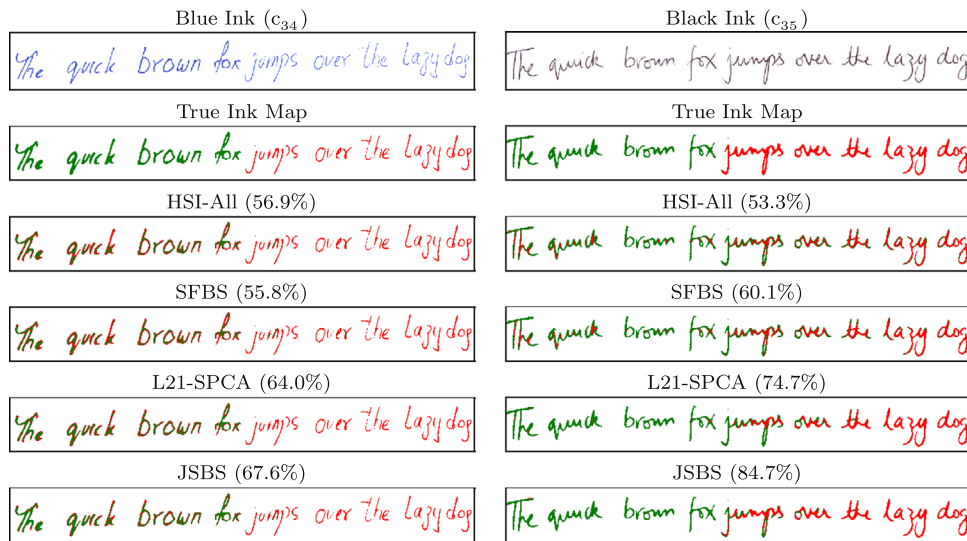 Blue Ink (c34)
The quick brown fox jumps over the lazy dog
True Ink Map
The quick brown fox jumps over the lazy dog
HSI-All (56.9%)
The quick brown fox jumps over the lazy dog
SFBS (55.8%)
The quick brown fox jumps over the lazy dog
L21-SPCA (64.0%)
The quick brown fox jumps over the lazy dog
JSBS (67.6%)
The quick brown fox jumps over the lazy dog
Black Ink (c35)
The quick brown fox jumps over the lazy dog
True Ink Map
The quick brown fox jumps over the lazy dog
HSI-All (53.3%)
The quick brown fox jumps over the lazy dog
SFBS (60.1%)
The quick brown fox jumps over the lazy dog
L21-SPCA (74.7%)
The quick brown fox jumps over the lazy dog
JSBS (84.7%)
The quick brown fox jumps over the lazy dog